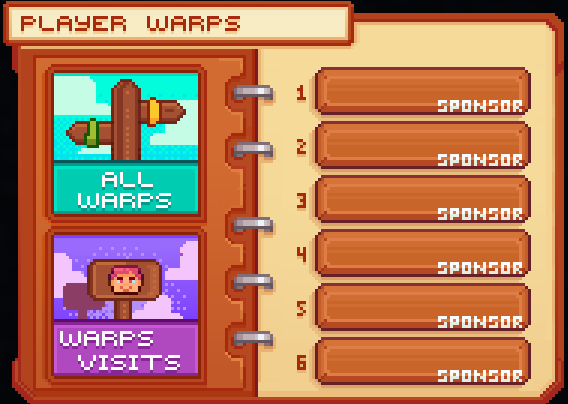 PLAYER WARPS
ALL
WARPS
WARPS
VISITS
1
SPONSOR
2
SPONSOR
3
SPONSOR
4
SPONSOR
5
SPONSOR
6
SPONSOR